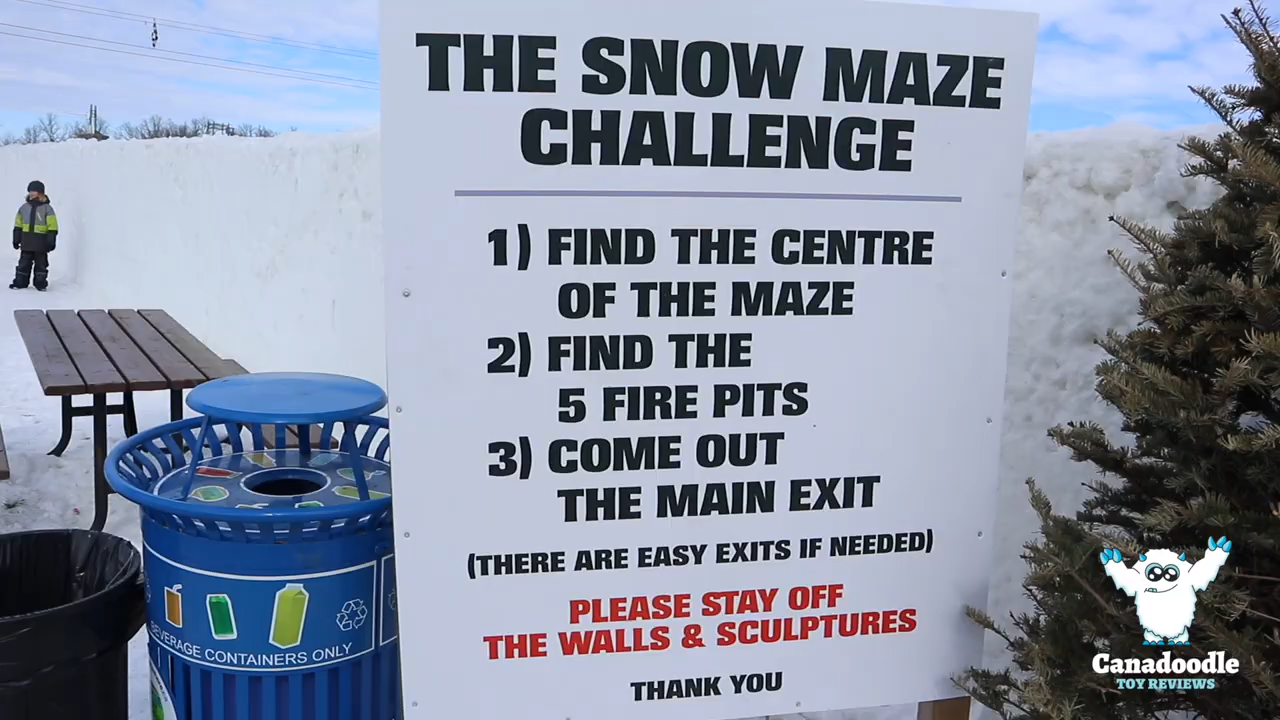 THE SNOW MAZE
CHALLENGE
1) FIND THE CENTRE
OF THE MAZE
2) FIND THE
5 FIRE PITS
3) COME OUT
THE MAIN EXIT
(THERE ARE EASY EXITS IF NEEDED)
PLEASE STAY OFF
THE WALLS & SCULPTURES
THANK YOU
BEVERAGE CONTAINERS ONLY
Canadoodle
TOY REVIEWS